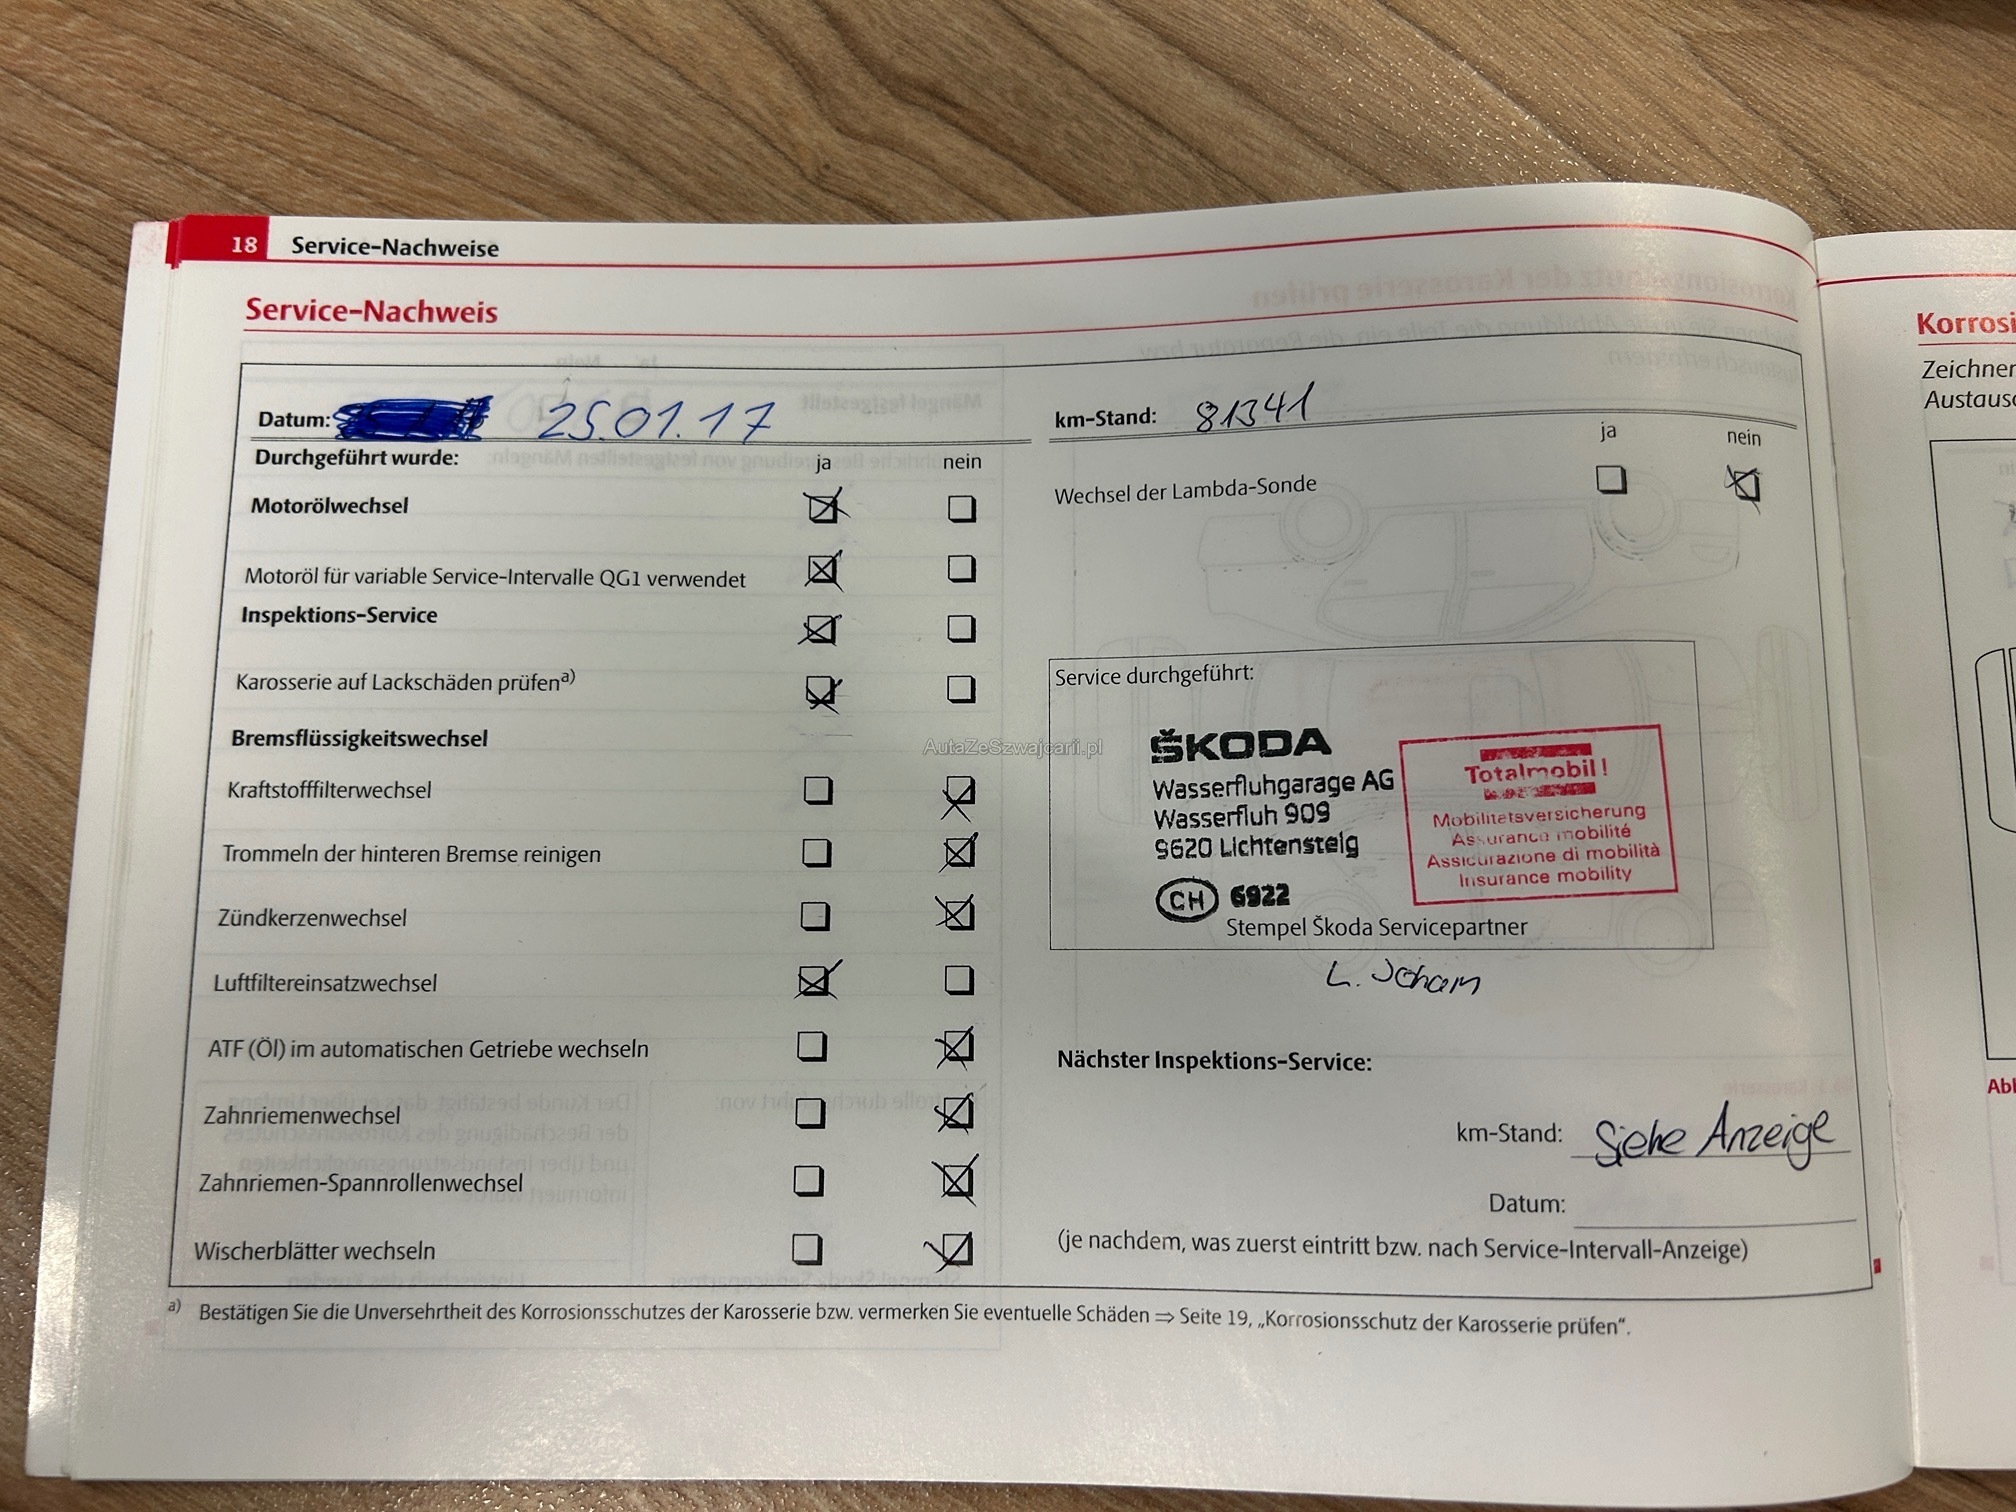 18 Service-Nachweise
Service-Nachweis
Datum: 25.01.17
km-Stand: 81341
Durchgeführt wurde: ja nein
ja nein
Motorölwechsel
Wechsel der Lambda-Sonde
Motoröl für variable Service-Intervalle QG1 verwendet
Inspektions-Service
Karosserie auf Lackschäden prüfen a)
Bremsflüssigkeitswechsel
Kraftstofffilterwechsel
Trommeln der hinteren Bremse reinigen
Zündkerzenwechsel
Luftfiltereinsatzwechsel
ATF (Öl) im automatischen Getriebe wechseln
Zahnriemenwechsel
Zahnriemen-Spannrollenwechsel
Wischerblätter wechseln
Service durchgeführt:
ŠKODA
Wasserfluhgarage AG
Wasserfluh 909
9620 Lichtensteig
CH 6922
Totalmobil!
Mobilitätsversicherung
Assurance mobilité
Assicurazione di mobilità
Insurance mobility
Stempel Škoda Servicepartner
Nächster Inspektions-Service:
km-Stand: Siehe Anzeige
Datum:
(je nachdem, was zuerst eintritt bzw. nach Service-Intervall-Anzeige)
a) Bestätigen Sie die Unversehrtheit des Korrosionsschutzes der Karosserie bzw. vermerken Sie eventuelle Schäden ⇒ Seite 19, „Korrosionsschutz der Karosserie prüfen“.
AutaZeSzwajcarii.pl
Korrosi
Zeichnen
Austausc
Abb